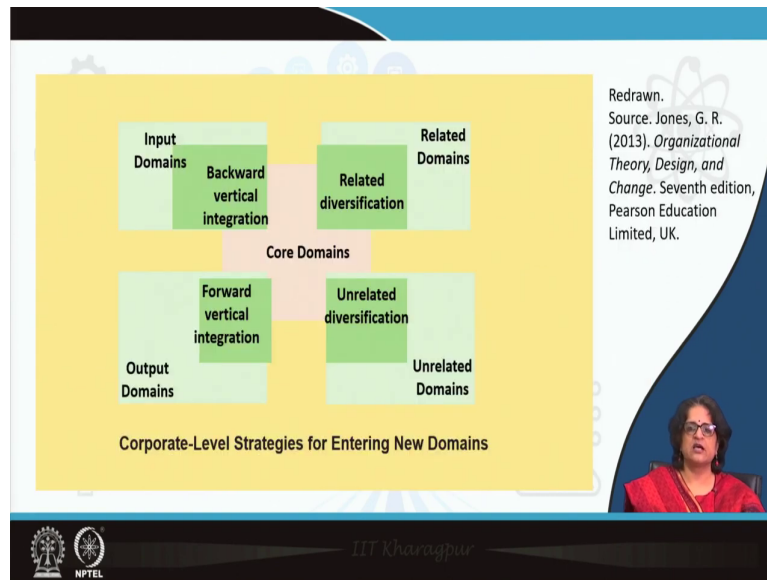 Input
Domains
Backward
vertical
integration
Related
Domains
Related
diversification
Core Domains
Forward
vertical
integration
Output
Domains
Unrelated
diversification
Unrelated
Domains
Corporate-Level Strategies for Entering New Domains
Redrawn.
Source. Jones, G. R.
(2013). Organizational
Theory, Design, and
Change. Seventh edition,
Pearson Education
Limited, UK.
NPTEL
IIT Kharagpur